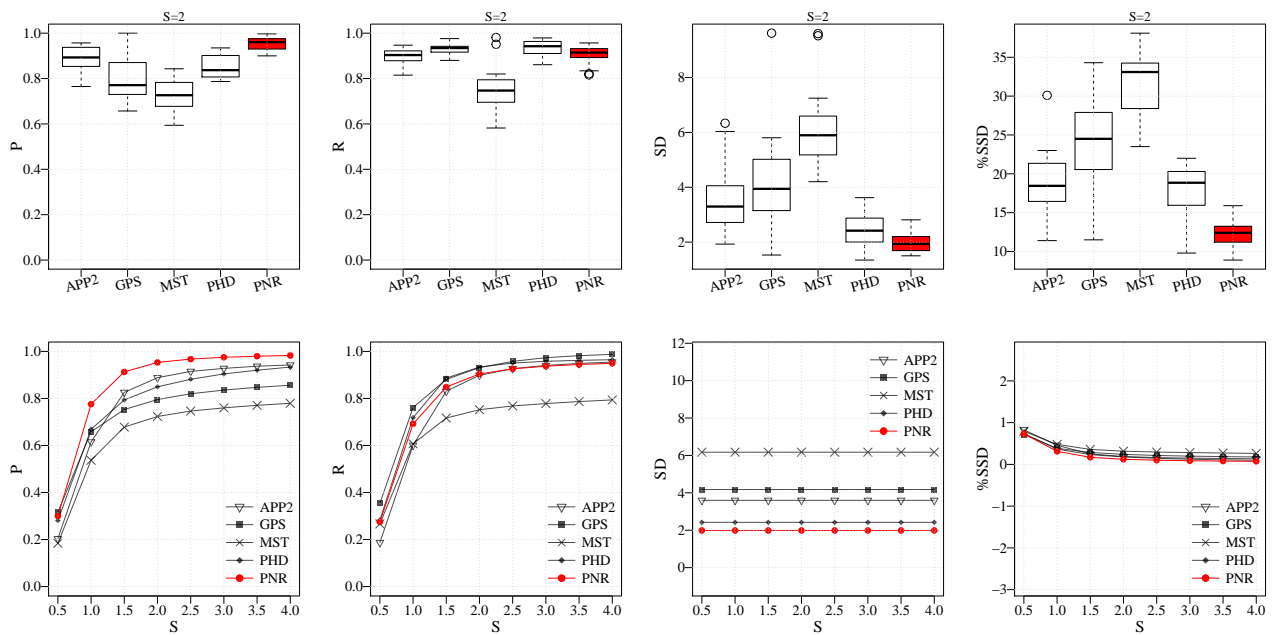 S=2
P
1.0
0.8
0.6
0.4
0.2
0.0
APP2 GPS MST PHD PNR
S=2
R
1.0
0.8
0.6
0.4
0.2
0.0
APP2 GPS MST PHD PNR
S=2
SD
8
6
4
2
APP2 GPS MST PHD PNR
S=2
%SSD
35
30
25
20
15
10
APP2 GPS MST PHD PNR
P
1.0
0.8
0.6
0.4
0.2
0.0
APP2
GPS
MST
PHD
PNR
0.5 1.0 1.5 2.0 2.5 3.0 3.5 4.0
S
R
1.0
0.8
0.6
0.4
0.2
0.0
APP2
GPS
MST
PHD
PNR
0.5 1.0 1.5 2.0 2.5 3.0 3.5 4.0
S
SD
12
10
8
6
4
2
0
APP2
GPS
MST
PHD
PNR
0.5 1.0 1.5 2.0 2.5 3.0 3.5 4.0
S
%SSD
2
1
0
−1
−2
−3
APP2
GPS
MST
PHD
PNR
0.5 1.0 1.5 2.0 2.5 3.0 3.5 4.0
S